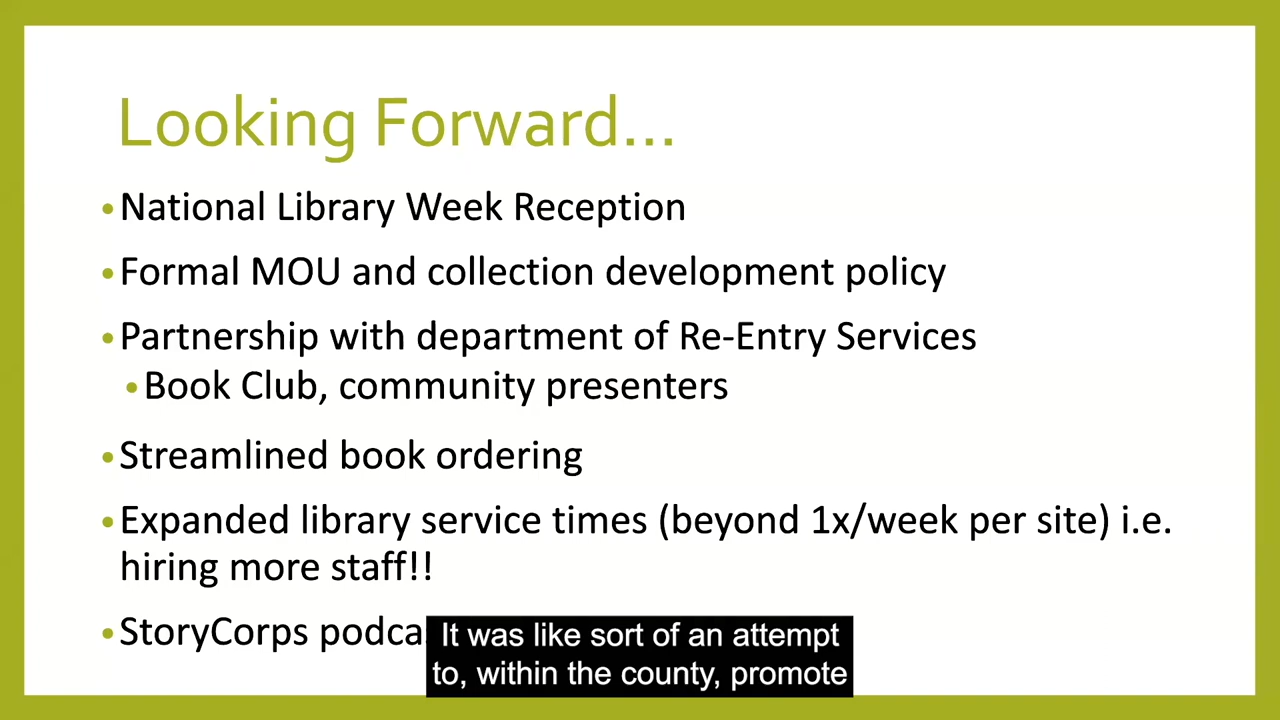 Looking Forward...
•National Library Week Reception
•Formal MOU and collection development policy
•Partnership with department of Re-Entry Services
•Book Club, community presenters
•Streamlined book ordering
•Expanded library service times (beyond 1x/week per site) i.e.
hiring more staff!!
•StoryCorps
It was like sort of an attempt
to, within the county, promote